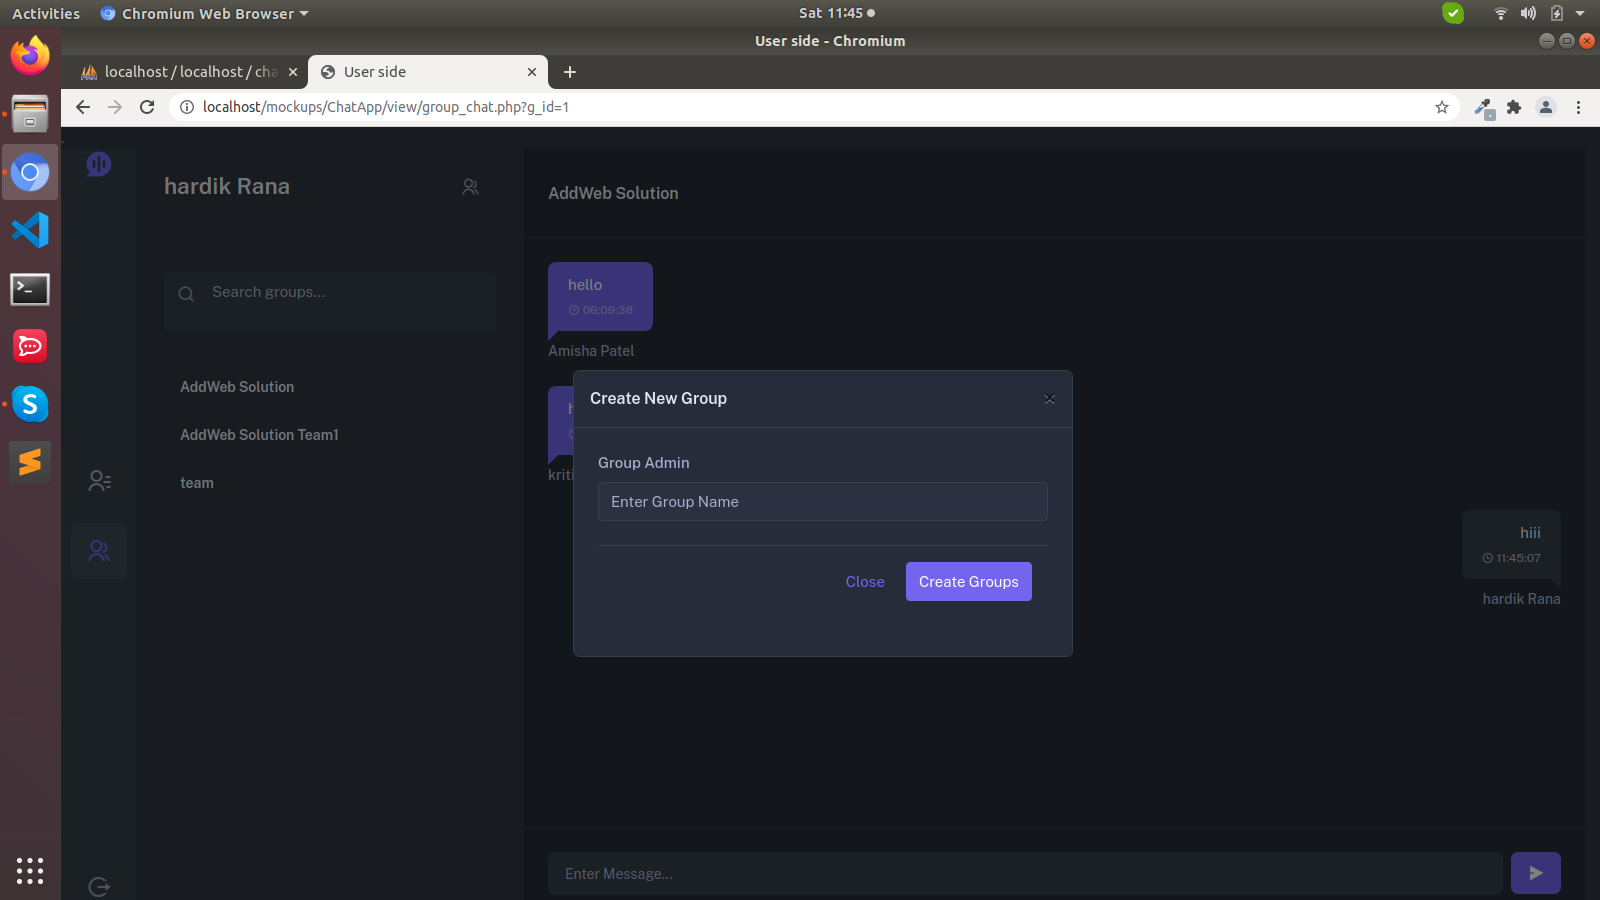 Activities
Chromium Web Browser
Sat 11:45
User side - Chromium
localhost / localhost / cha
User side
localhost/mockups/ChatApp/view/group_chat.php?g_id=1
hardik Rana
Search groups...
AddWeb Solution
AddWeb Solution Team1
team
AddWeb Solution
hello
06:09:38
Amisha Patel
h
kriti
Create New Group
×
Group Admin
Enter Group Name
Close
Create Groups
hiii
11:45:07
hardik Rana
Enter Message...